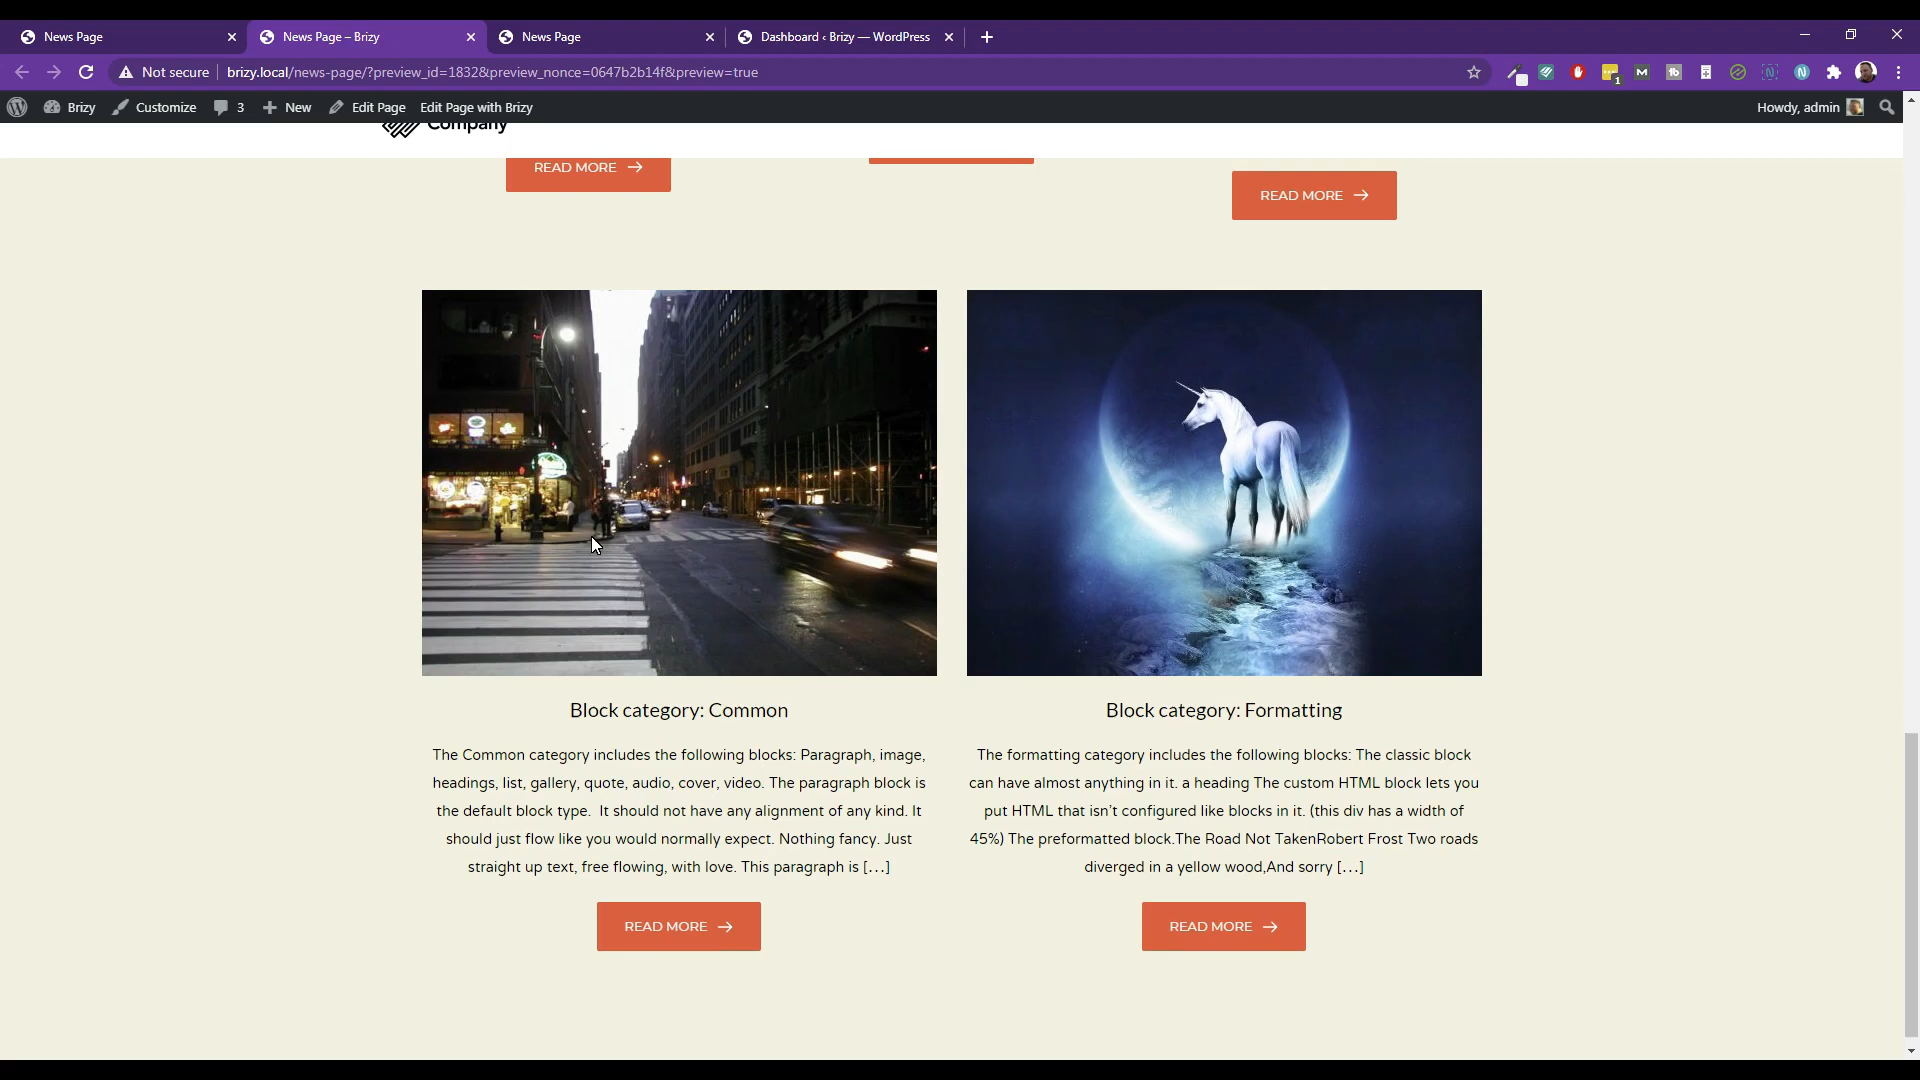 News Page
News Page – Brizy
News Page
Dashboard ‹ Brizy — WordPress
Not secure
brizy.local/news-page/?preview_id=1832&preview_nonce=0647b2b14f&preview=true
Brizy
Customize
3
New
Edit Page
Edit Page with Brizy
Howdy, admin
Company
READ MORE →
READ MORE →
Block category: Common
The Common category includes the following blocks: Paragraph, image,
headings, list, gallery, quote, audio, cover, video. The paragraph block is
the default block type. It should not have any alignment of any kind. It
should just flow like you would normally expect. Nothing fancy. Just
straight up text, free flowing, with love. This paragraph is […]
READ MORE →
Block category: Formatting
The formatting category includes the following blocks: The classic block
can have almost anything in it. a heading The custom HTML block lets you
put HTML that isn’t configured like blocks in it. (this div has a width of
45%) The preformatted block.The Road Not TakenRobert Frost Two roads
diverged in a yellow wood,And sorry […]
READ MORE →